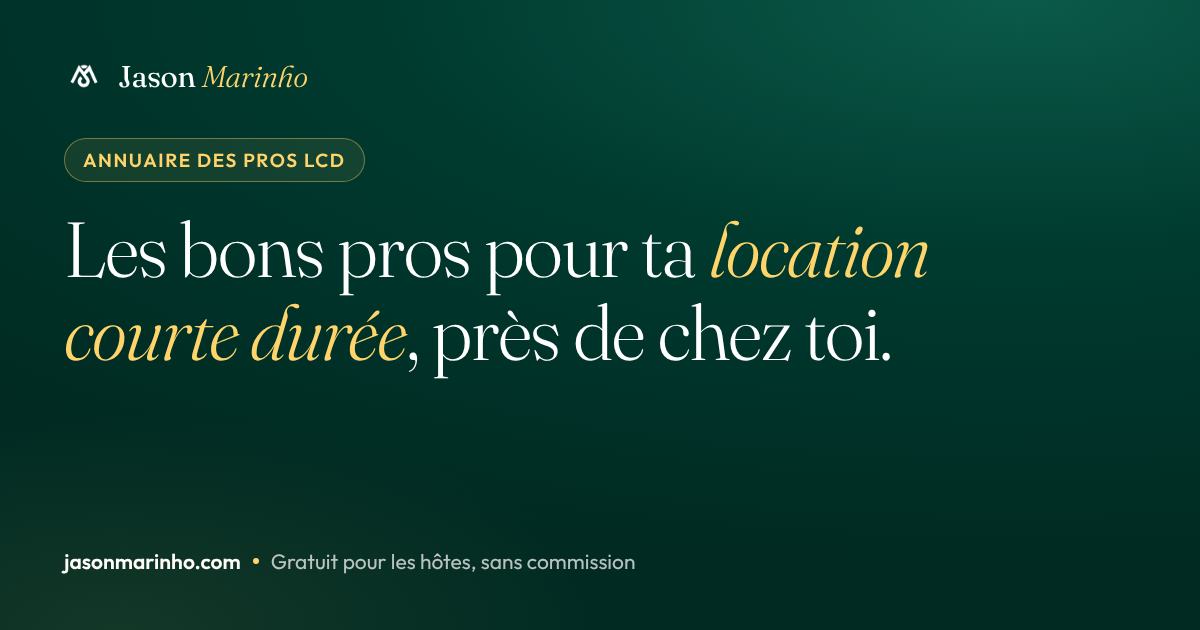 Jason Marinho
ANNUAIRE DES PROS LCD
Les bons pros pour ta location
courte durée, près de chez toi.
jasonmarinho.com • Gratuit pour les hôtes, sans commission